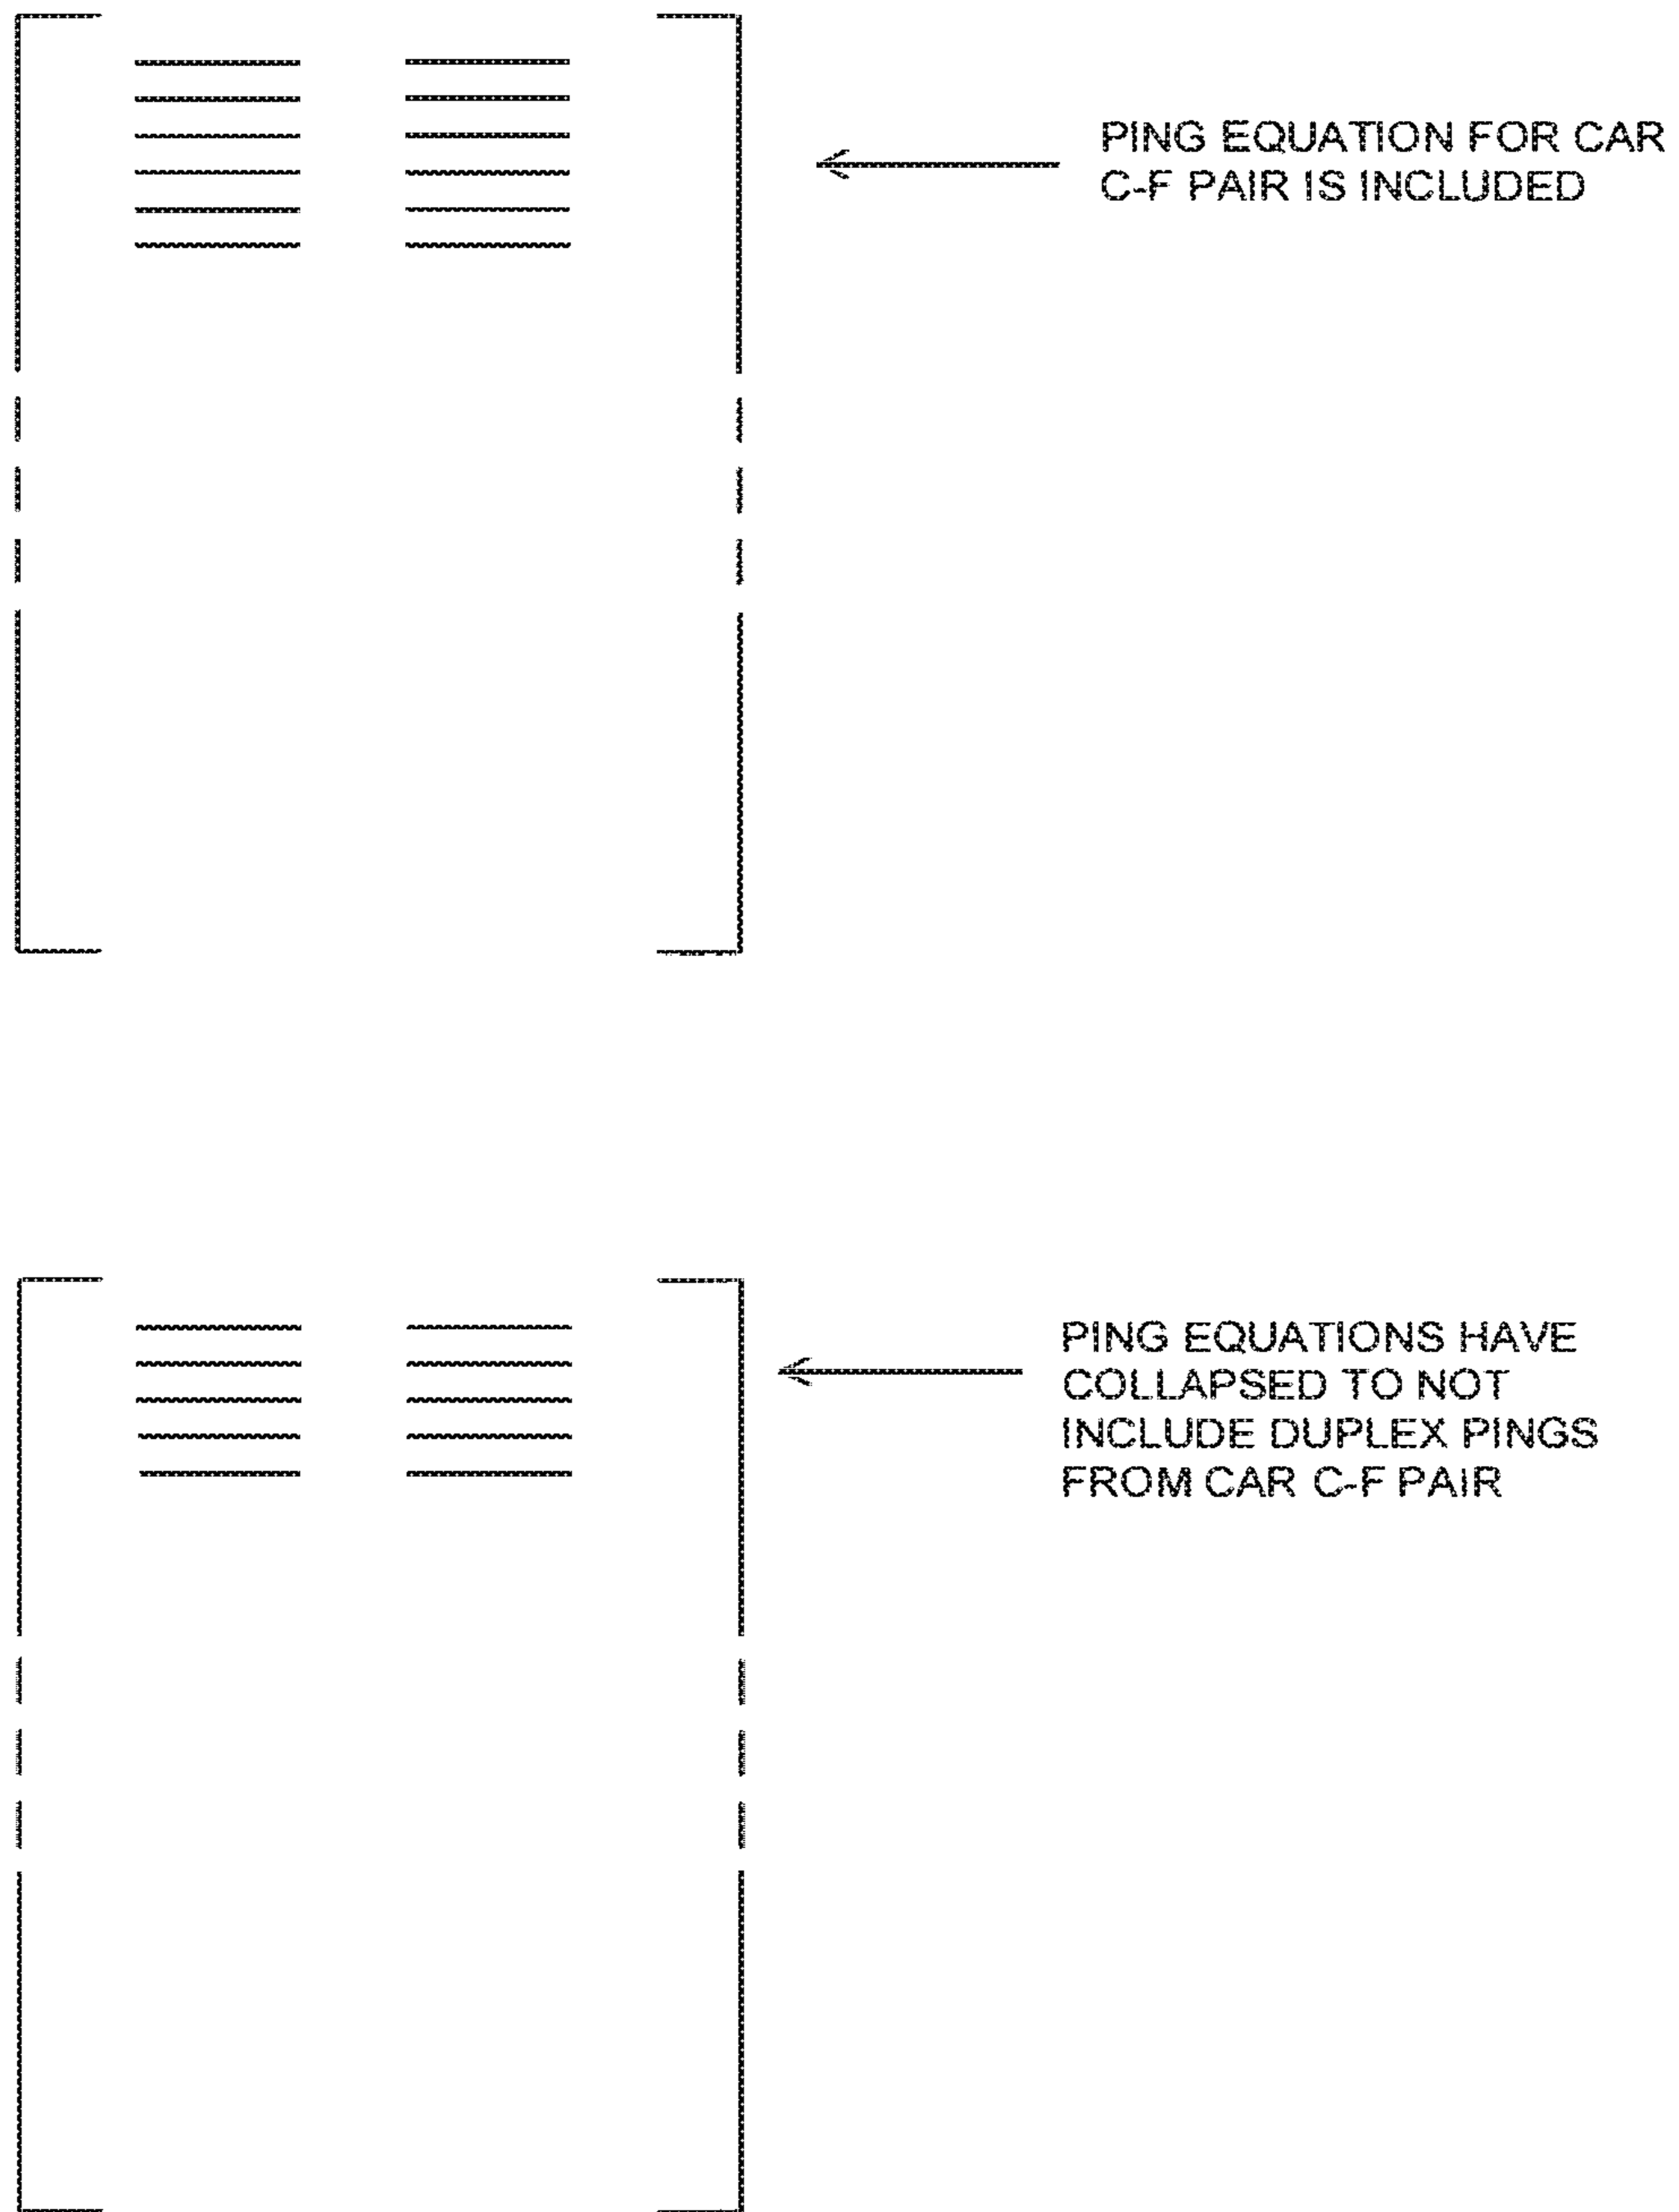 PING EQUATION FOR CAR
C-F PAIR IS INCLUDED
PING EQUATIONS HAVE
COLLAPSED TO NOT
INCLUDE DUPLEX PINGS
FROM CAR C-F PAIR